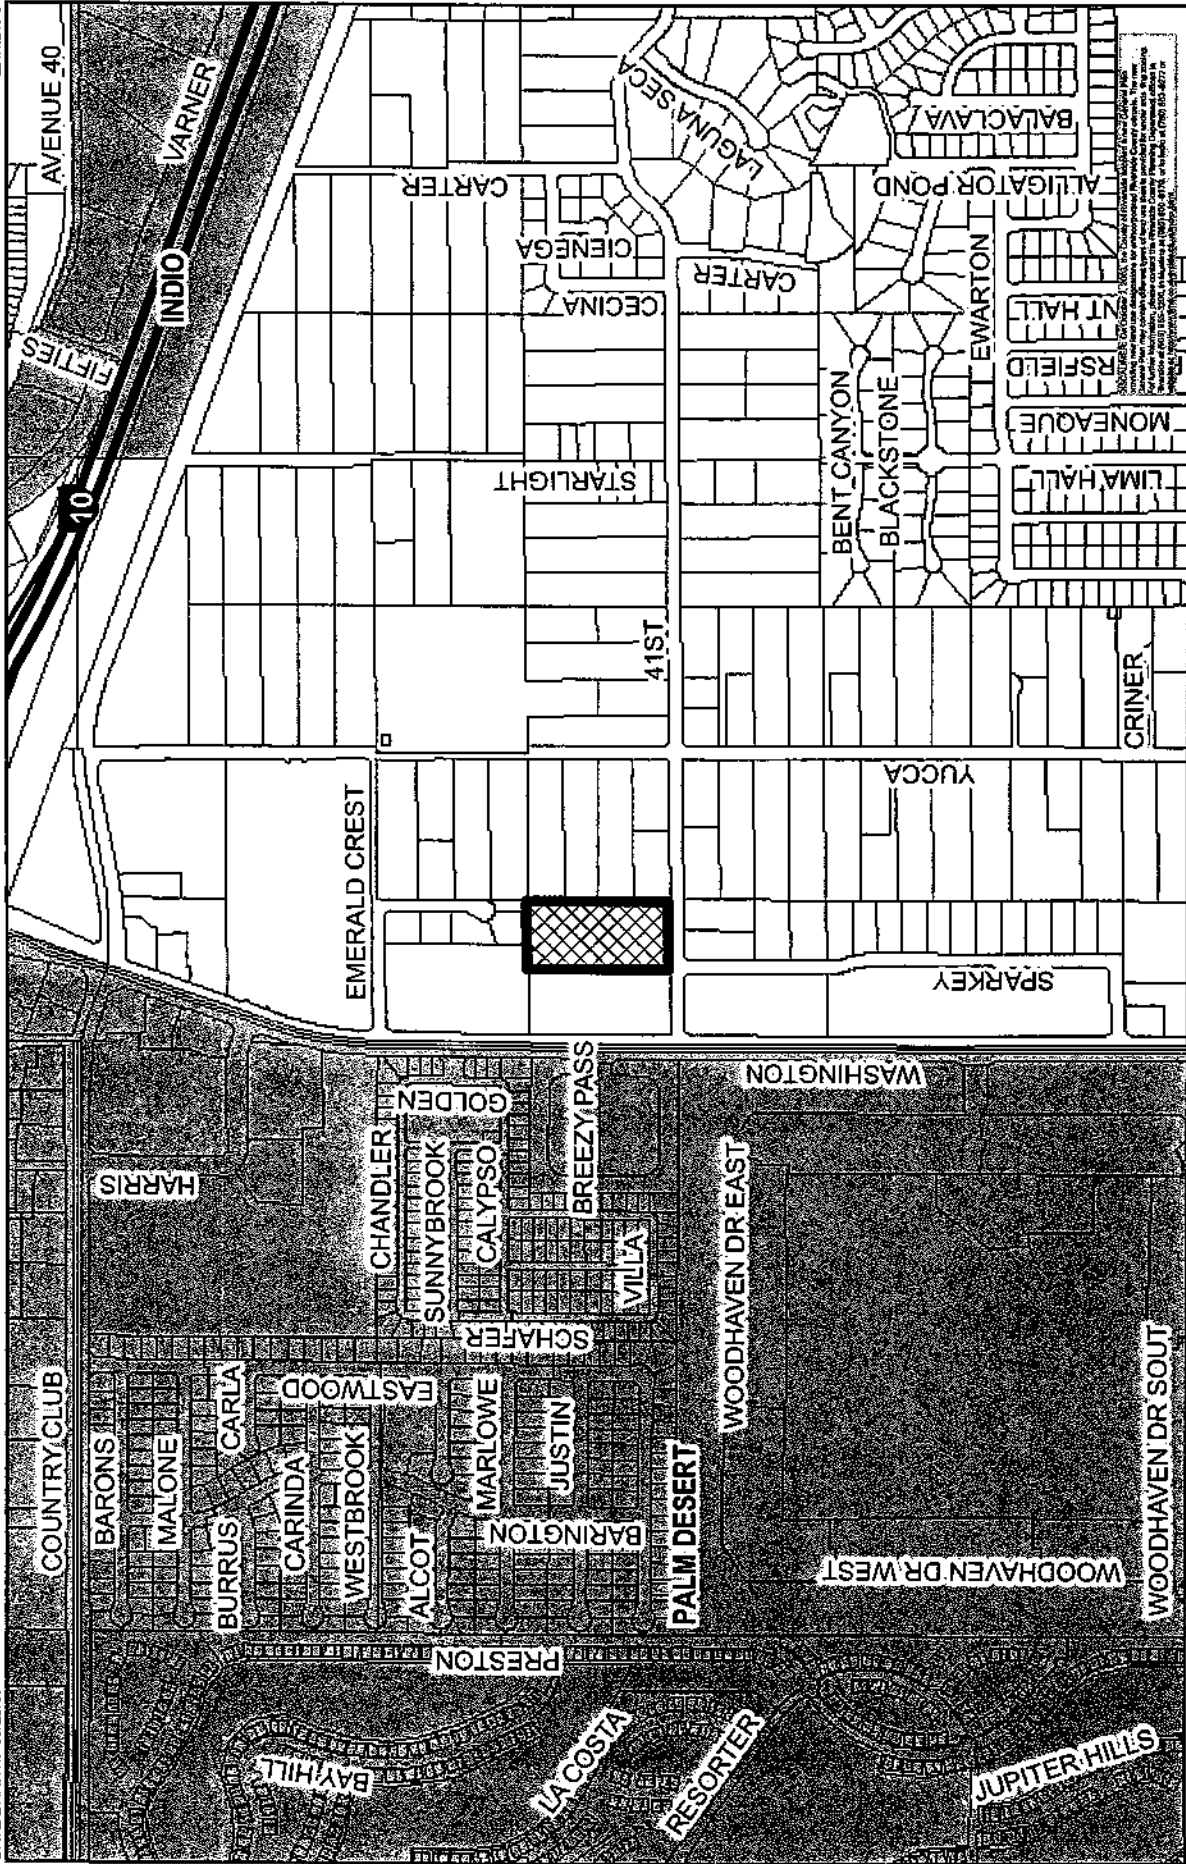 AVENUE 40
VARNER
INDIO
FIFTIES
10
CARTER
LAGUNA SECA
CIENEGA
CARTER
CECINA
BALACLAVA
ALLIGATOR POND
EWARTON
NT HALL
RSFIELD
MONEAQUE
LIMA HALL
BENT CANYON
BLACKSTONE
STARLIGHT
41ST
CRINER
YUCCA
EMERALD CREST
SPARKEY
WASHINGTON
HARRIS
CHANDLER
GOLDEN
SUNNYBROOK
CALYPSO
BREEZY PASS
VILLA
SCHAFER
WOODHAVEN DR EAST
COUNTRY CLUB
BARONS
MALONE
CARLA
EASTWOOD
BURRUS
CARINDA
WESTBROOK
ALCOT
MARLOWE
JUSTIN
BARINGTON
PALM DESERT
WOODHAVEN DR WEST
WOODHAVEN DR SOUT
PRESTON
BAY HILL
LA COSTA
RESORTER
JUPITER HILLS